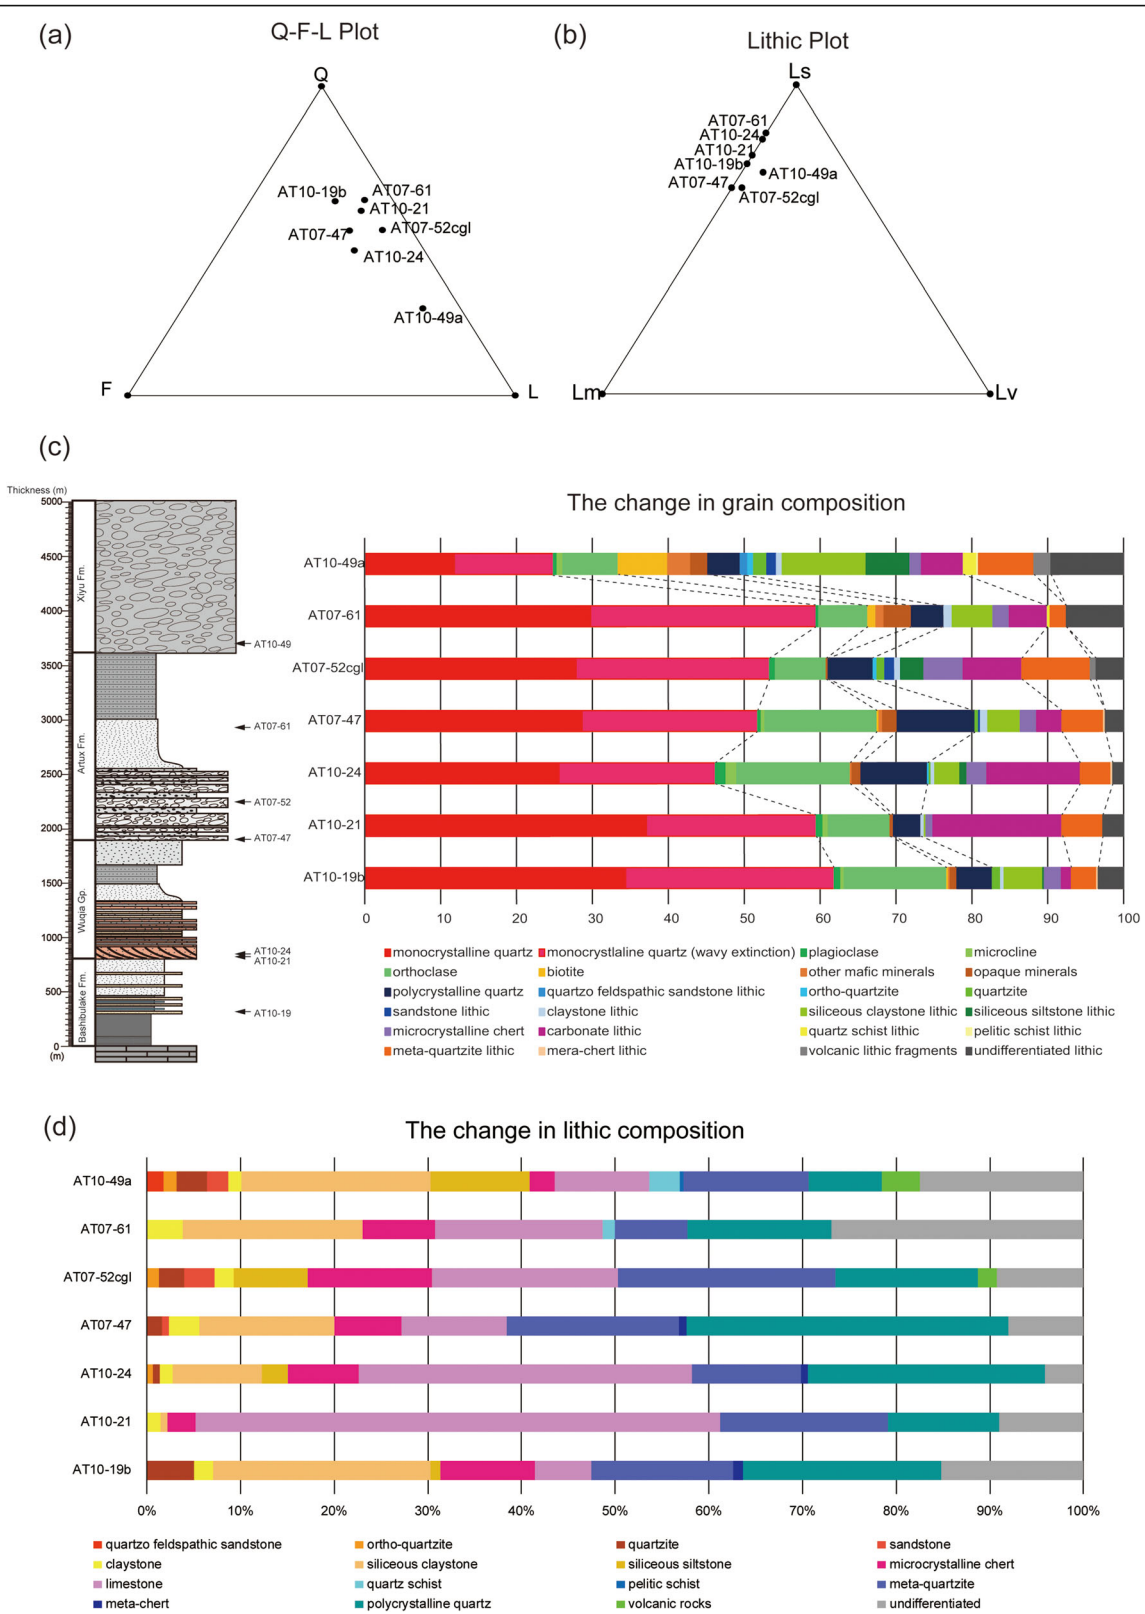 (a)
Q-F-L Plot
Q
AT10-19b
AT07-61
AT10-21
AT07-47
AT07-52cgl
AT10-24
AT10-49a
F
L
(b)
Lithic Plot
Ls
AT07-61
AT10-24
AT10-21
AT10-19b
AT10-49a
AT07-47
AT07-52cgl
Lm
Lv
(c)
Thickness (m)
5000
4500
4000
3500
3000
2500
2000
1500
1000
500
0
(m)
Xiyu Fm.
Artux Fm.
Wuqia Gp.
Bashibulake Fm.
AT10-49
AT07-61
AT07-52
AT07-47
AT10-24
AT10-21
AT10-19
The change in grain composition
AT10-49a
AT07-61
AT07-52cgl
AT07-47
AT10-24
AT10-21
AT10-19b
0 10 20 30 40 50 60 70 80 90 100
monocrystalline quartz monocrystlaline quartz (wavy extinction) plagioclase microcline
orthoclase biotite other mafic minerals opaque minerals
polycrystalline quartz quartzo feldspathic sandstone lithic ortho-quartzite quartzite
sandstone lithic claystone lithic siliceous claystone lithic siliceous siltstone lithic
microcrystalline chert carbonate lithic quartz schist lithic pelitic schist lithic
meta-quartzite lithic mera-chert lithic volcanic lithic fragments undifferentiated lithic
(d)
The change in lithic composition
AT10-49a
AT07-61
AT07-52cgl
AT07-47
AT10-24
AT10-21
AT10-19b
0% 10% 20% 30% 40% 50% 60% 70% 80% 90% 100%
quartzo feldspathic sandstone ortho-quartzite quartzite sandstone
claystone siliceous claystone siliceous siltstone microcrystalline chert
limestone quartz schist pelitic schist meta-quartzite
meta-chert polycrystalline quartz volcanic rocks undifferentiated